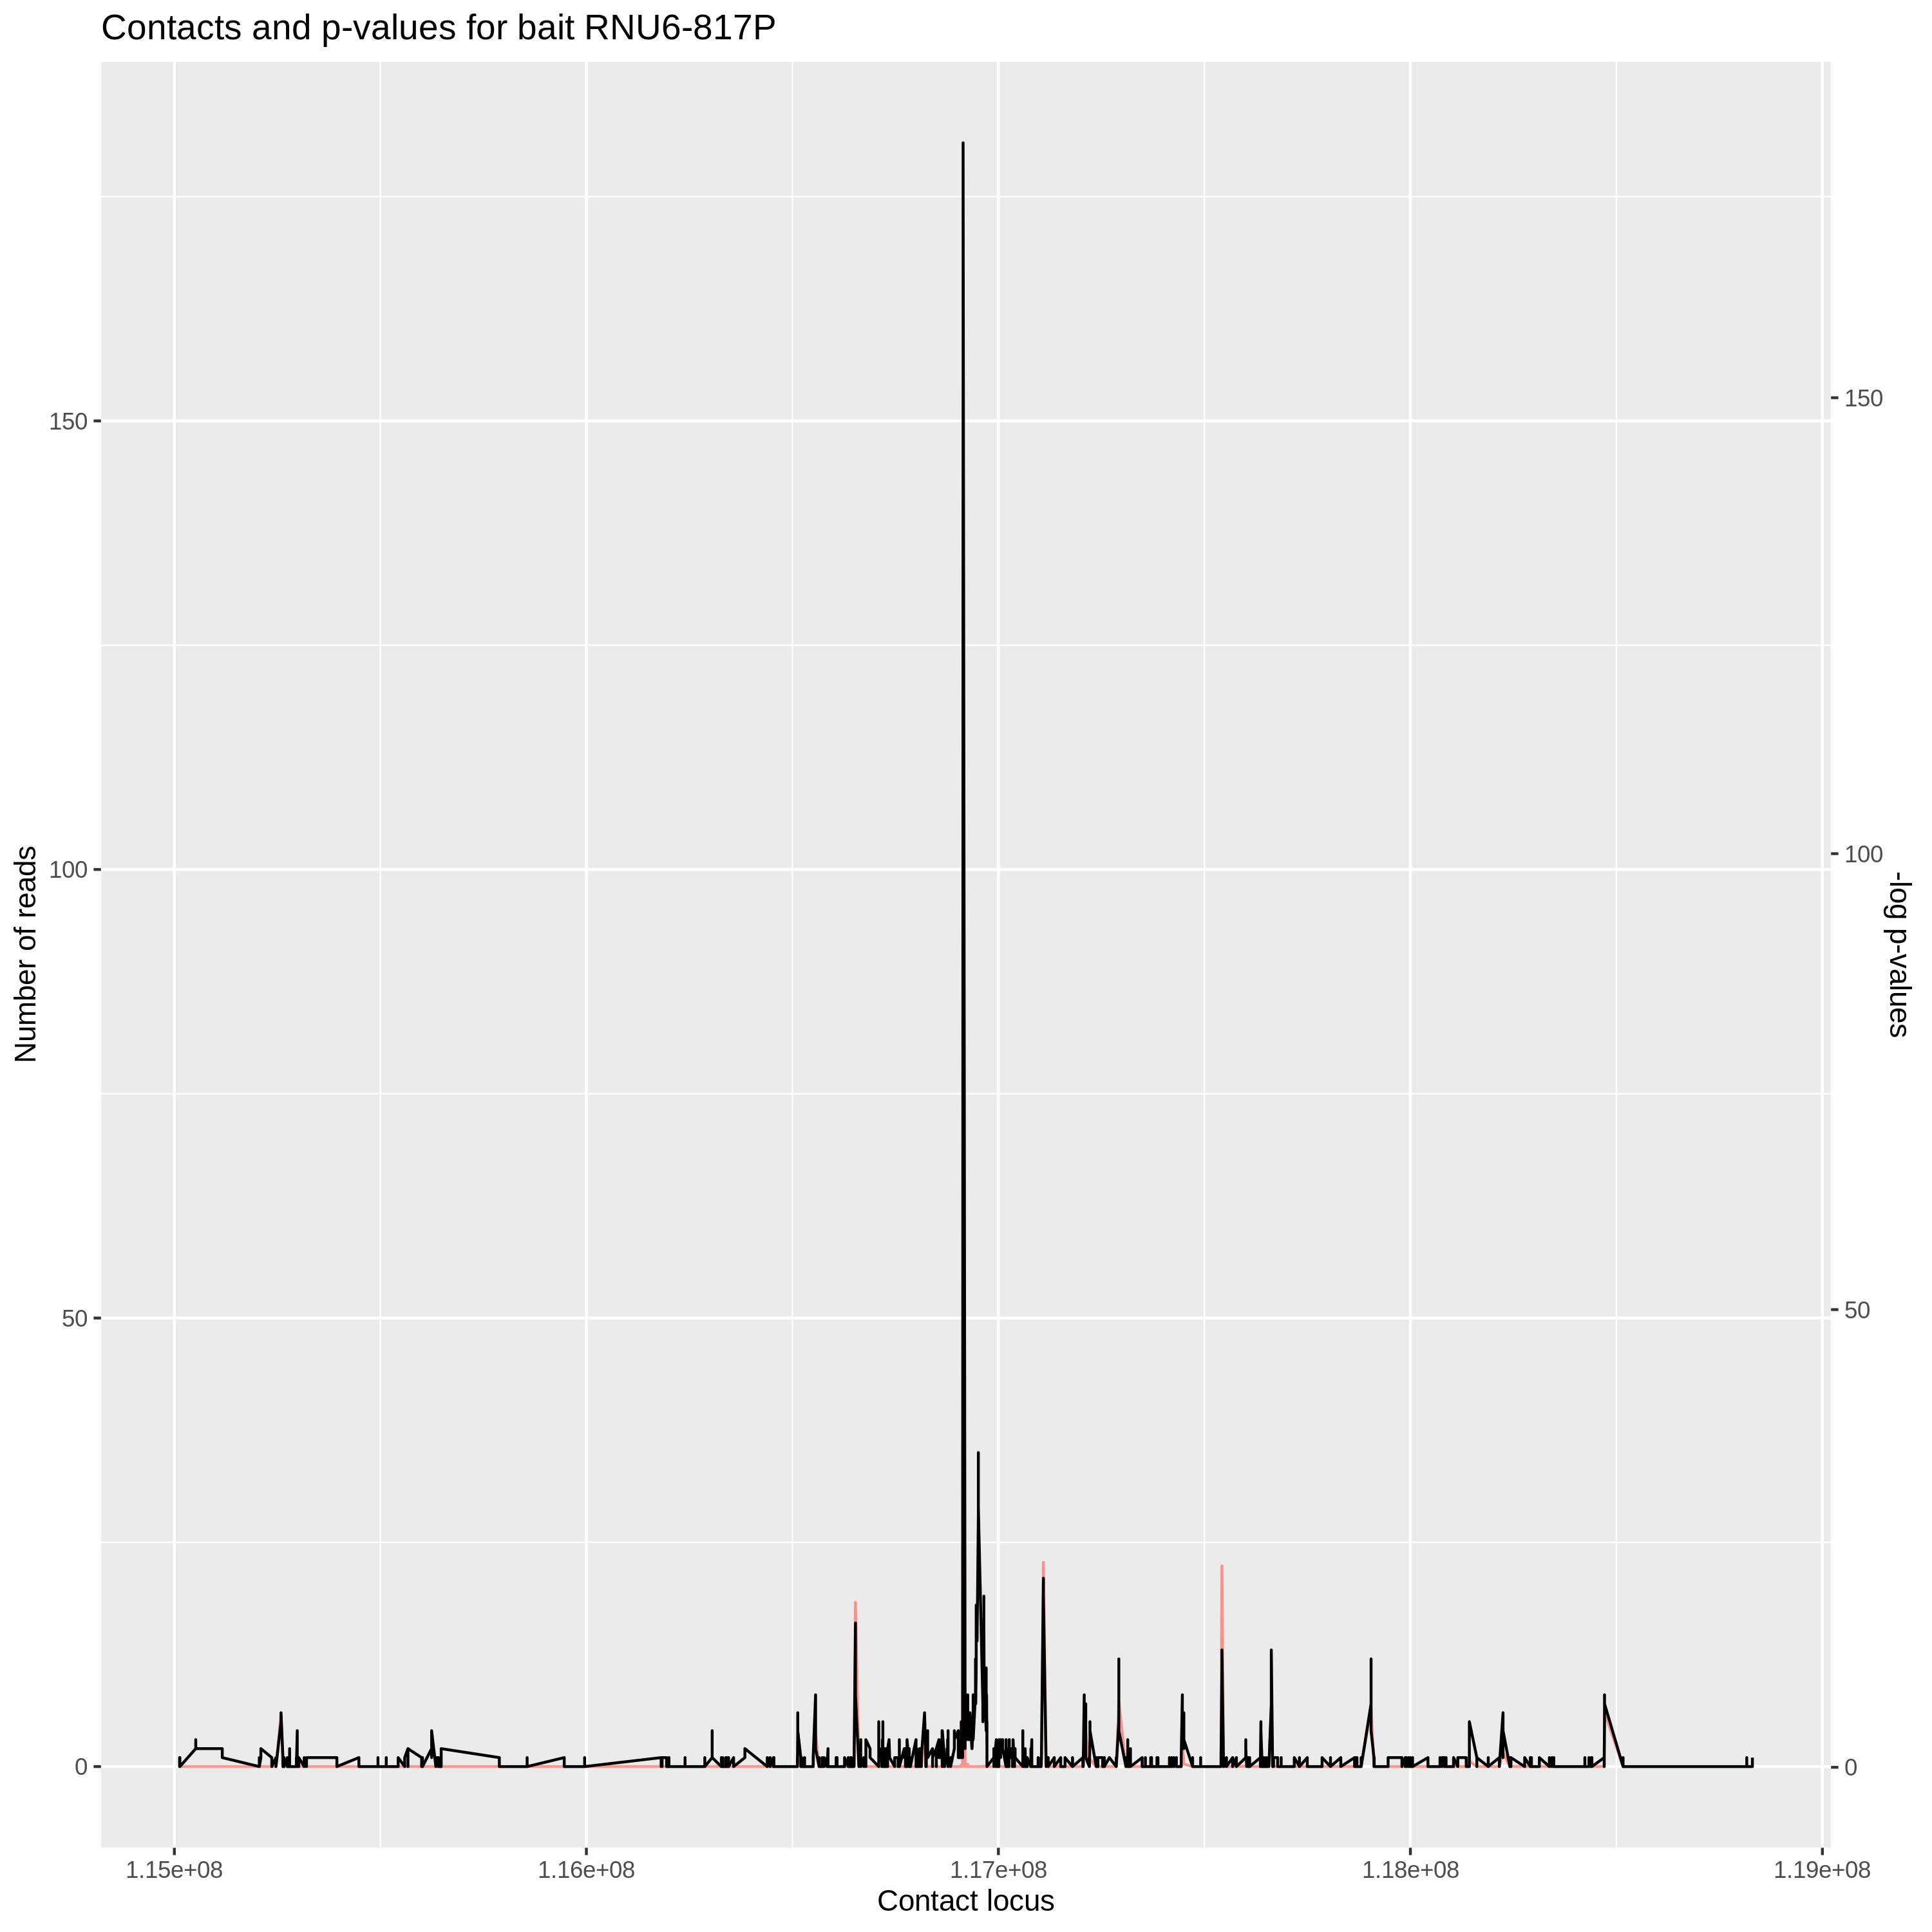 Contacts and p-values for bait RNU6-817P
Number of reads
150
100
50
0
150
100
50
0
-log p-values
1.15e+08
1.16e+08
1.17e+08
1.18e+08
1.19e+08
Contact locus